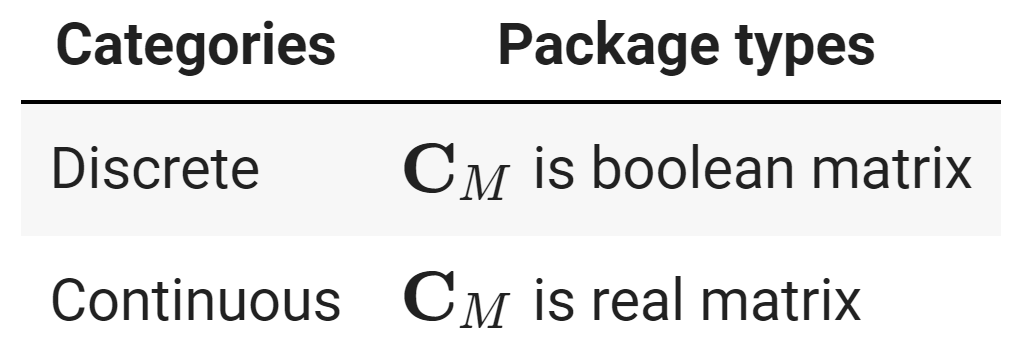 Categories Package types
Discrete C_M is boolean matrix
Continuous C_M is real matrix